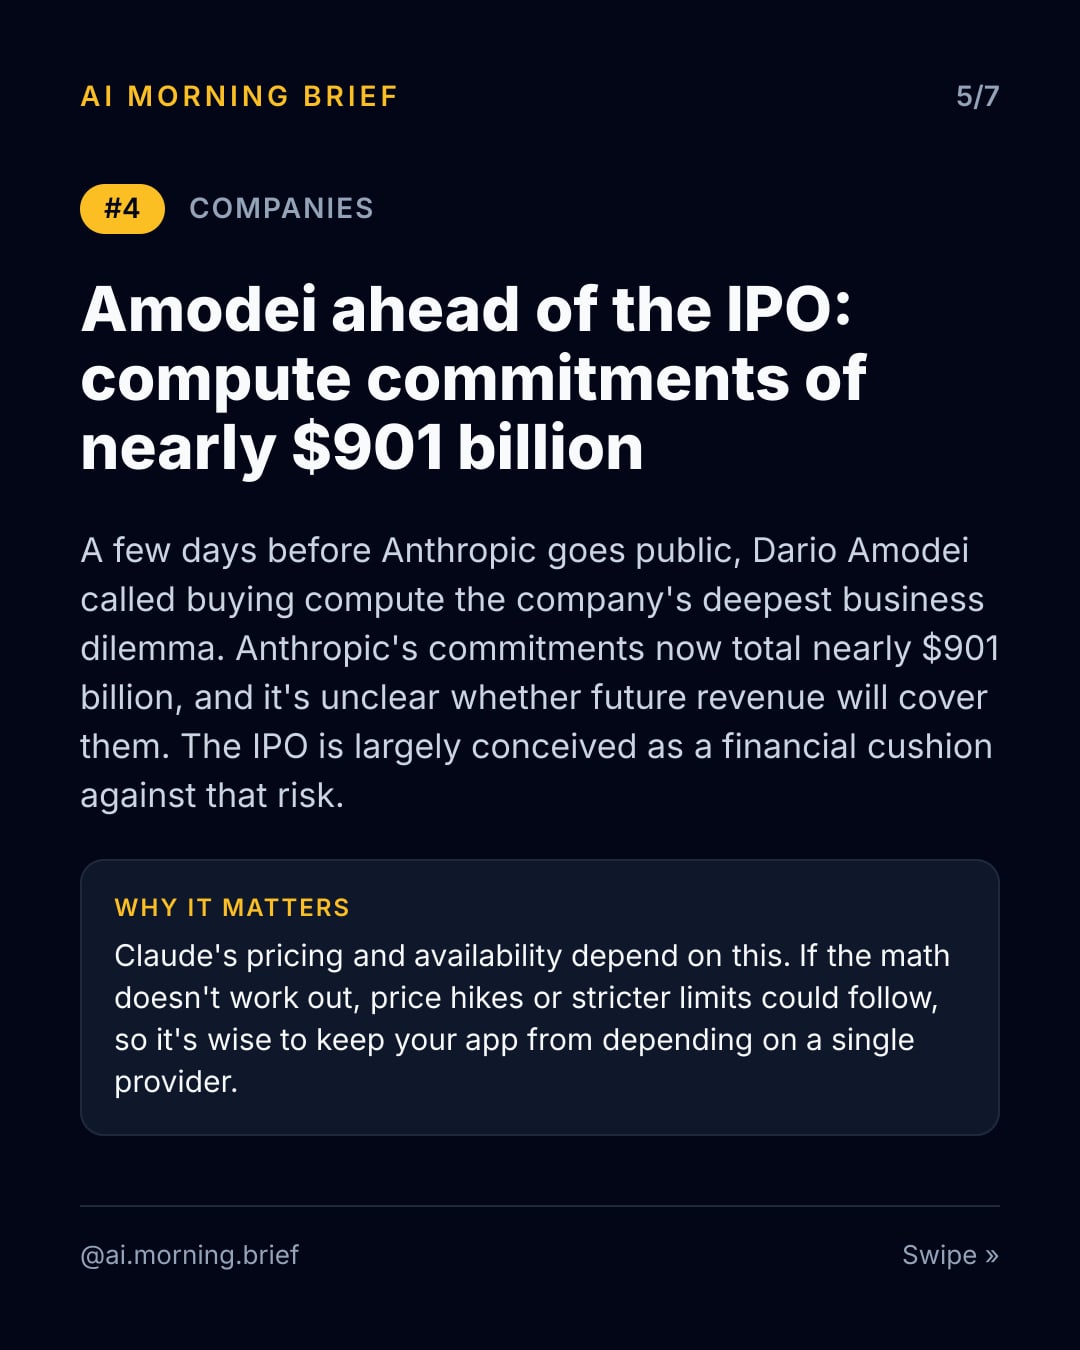 AI MORNING BRIEF
5/7
#4
COMPANIES
Amodei ahead of the IPO:
compute commitments of
nearly $901 billion
A few days before Anthropic goes public, Dario Amodei
called buying compute the company's deepest business
dilemma. Anthropic's commitments now total nearly $901
billion, and it's unclear whether future revenue will cover
them. The IPO is largely conceived as a financial cushion
against that risk.
WHY IT MATTERS
Claude's pricing and availability depend on this. If the math
doesn't work out, price hikes or stricter limits could follow,
so it's wise to keep your app from depending on a single
provider.
@ai.morning.brief
Swipe »